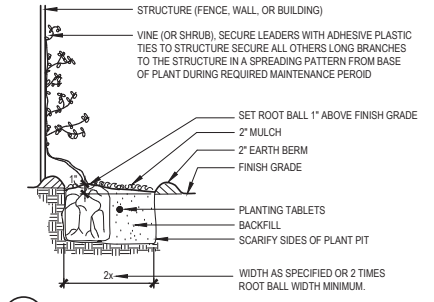 STRUCTURE (FENCE, WALL, OR BUILDING)
VINE (OR SHRUB), SECURE LEADERS WITH ADHESIVE PLASTIC
TIES TO STRUCTURE SECURE ALL OTHERS LONG BRANCHES
TO THE STRUCTURE IN A SPREADING PATTERN FROM BASE
OF PLANT DURING REQUIRED MAINTENANCE PEROID
SET ROOT BALL 1" ABOVE FINISH GRADE
2" MULCH
2" EARTH BERM
FINISH GRADE
1"
PLANTING TABLETS
BACKFILL
SCARIFY SIDES OF PLANT PIT
2x
WIDTH AS SPECIFIED OR 2 TIMES
ROOT BALL WIDTH MINIMUM.